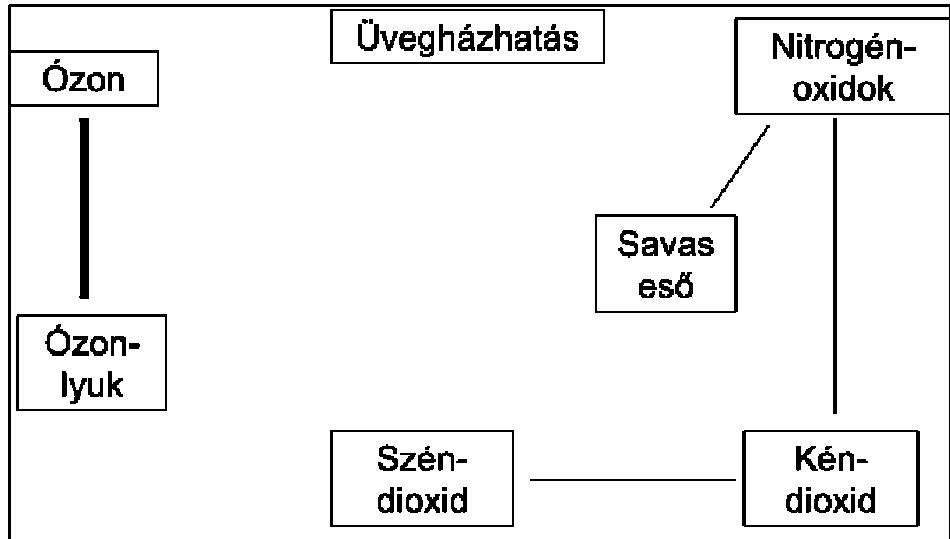 Üvegházhatás
Ózon
Nitrogén-
oxidok
Savas
eső
Ózon-
lyuk
Szén-
dioxid
Kén-
dioxid